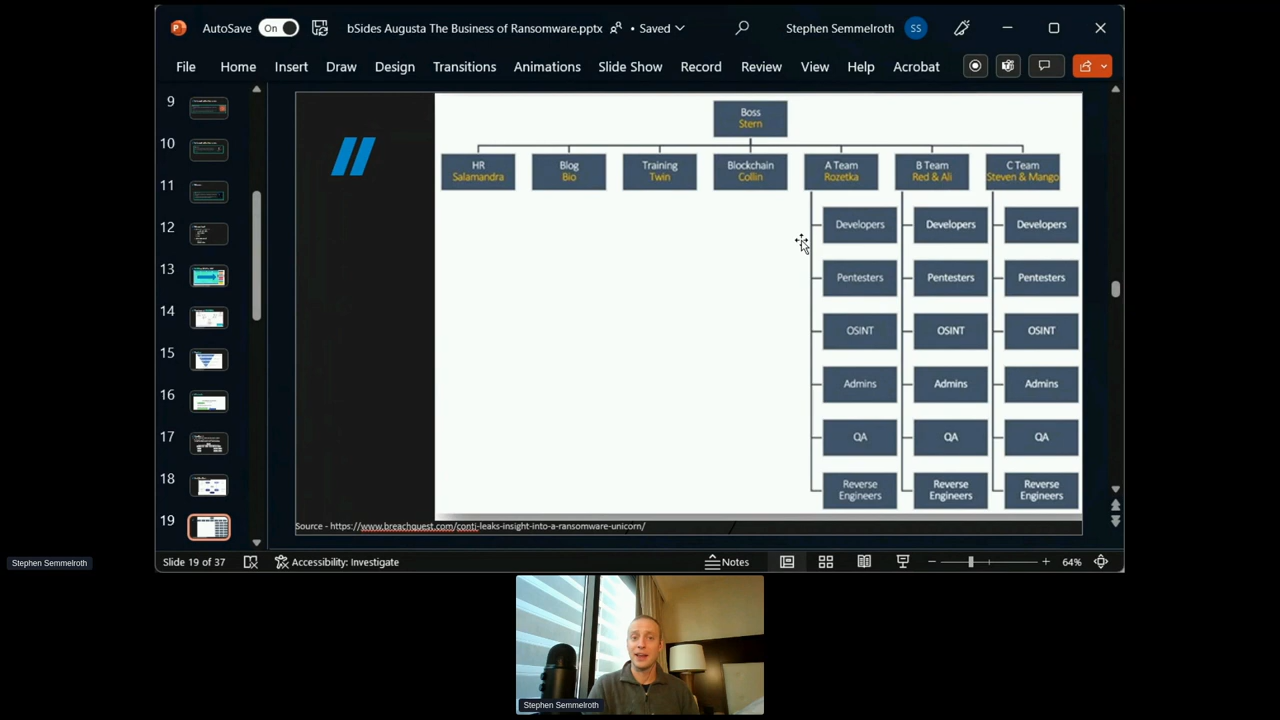 AutoSave On bSides Augusta The Business of Ransomware.pptx • Saved Stephen Semmelroth SS
File Home Insert Draw Design Transitions Animations Slide Show Record Review View Help Acrobat
9
10
11
12
13
14
15
16
17
18
19
Boss
Stern
HR
Salamandra
Blog
Bio
Training
Twin
Blockchain
Collin
A Team
Rozetka
B Team
Red & Ali
C Team
Steven & Mango
Developers
Developers
Developers
Pentesters
Pentesters
Pentesters
OSINT
OSINT
OSINT
Admins
Admins
Admins
QA
QA
QA
Reverse
Engineers
Reverse
Engineers
Reverse
Engineers
Source - https://www.breachquest.com/conti-leaks-insight-into-a-ransomware-unicorn/
Slide 19 of 37 Accessibility: Investigate Notes 64%
Stephen Semmelroth
Stephen Semmelroth